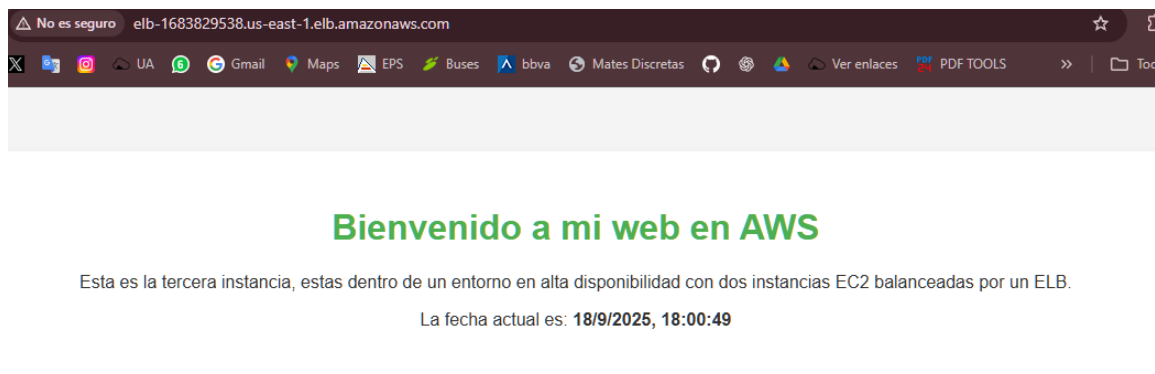 No es seguro elb-1683829538.us-east-1.elb.amazonaws.com
UA Gmail Maps EPS Buses bbva Mates Discretas Ver enlaces PDF TOOLS » Toc
Bienvenido a mi web en AWS
Esta es la tercera instancia, estas dentro de un entorno en alta disponibilidad con dos instancias EC2 balanceadas por un ELB.
La fecha actual es: 18/9/2025, 18:00:49